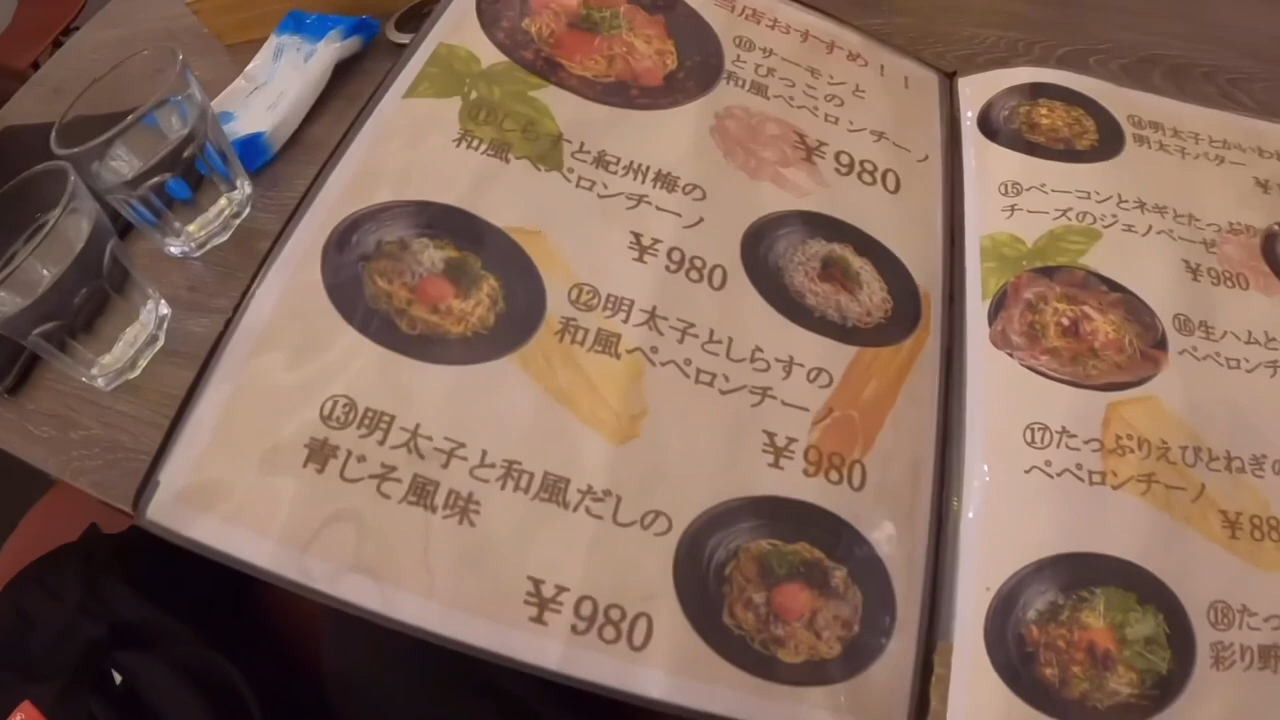 当店おすすめ！！
⑩サーモンと
とびっこの
和風ペペロンチーノ
¥980
⑪しらすと紀州梅の
和風ペペロンチーノ
¥980
⑫明太子としらすの
和風ペペロンチーノ
¥980
⑬明太子と和風だしの
青じそ風味
¥980
⑭明太子とかいわ
明太子バター
¥
⑮ベーコンとネギとたっぷり
チーズのジェノベーゼ
¥980
⑯生ハムと
ペペロンチ
⑰たっぷりえびとねぎの
ペペロンチーノ
¥88
⑱たっ
彩り野